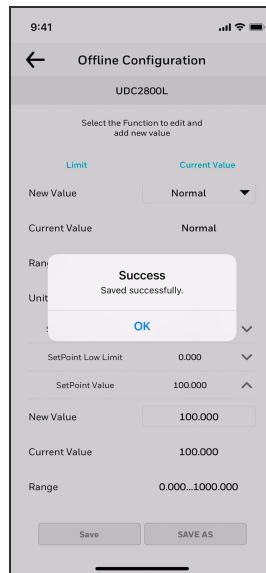 9:41
Offline Configuration
UDC2800L
Select the Function to edit and
add new value
Limit Current Value
New Value Normal
Current Value Normal
Success
Saved successfully.
OK
SetPoint Low Limit 0.000
SetPoint Value 100.000
New Value 100.000
Current Value 100.000
Range 0.000...1000.000
Save SAVE AS